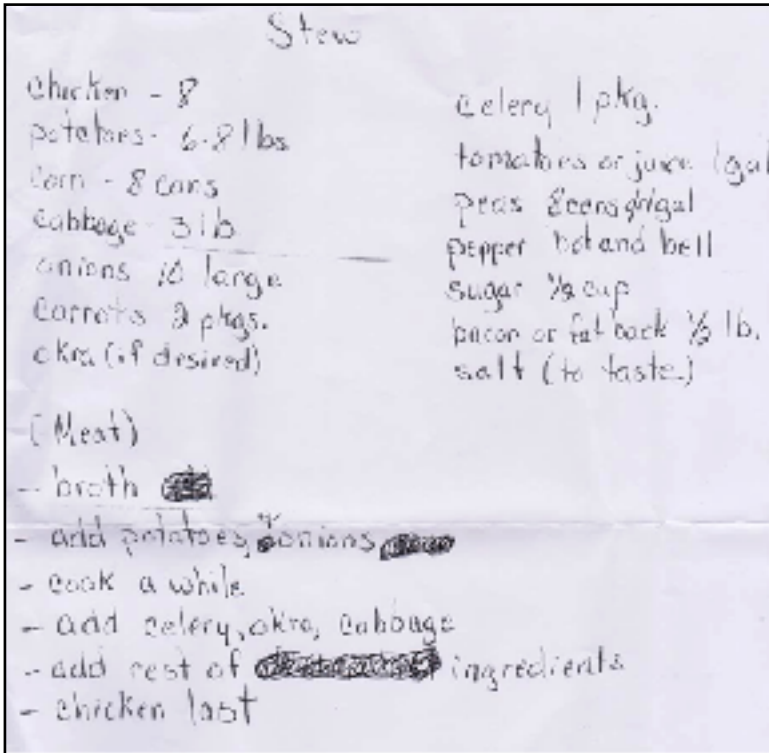 Stew
chicken - 8
potatoes - 6-8 lbs
corn - 8 cans
cabbage - 3 lb
onions 10 large
carrots 2 pkgs.
okra (if desired)
celery 1 pkg.
tomatoes or juice 1 gal
peas 8 cans
pepper hot and bell
sugar 1/2 cup
bacon or fat back 1/2 lb.
salt (to taste)
(Meat)
- broth
- add potatoes, onions
- cook a while
- add celery, okra, cabbage
- add rest of ingredients
- chicken last